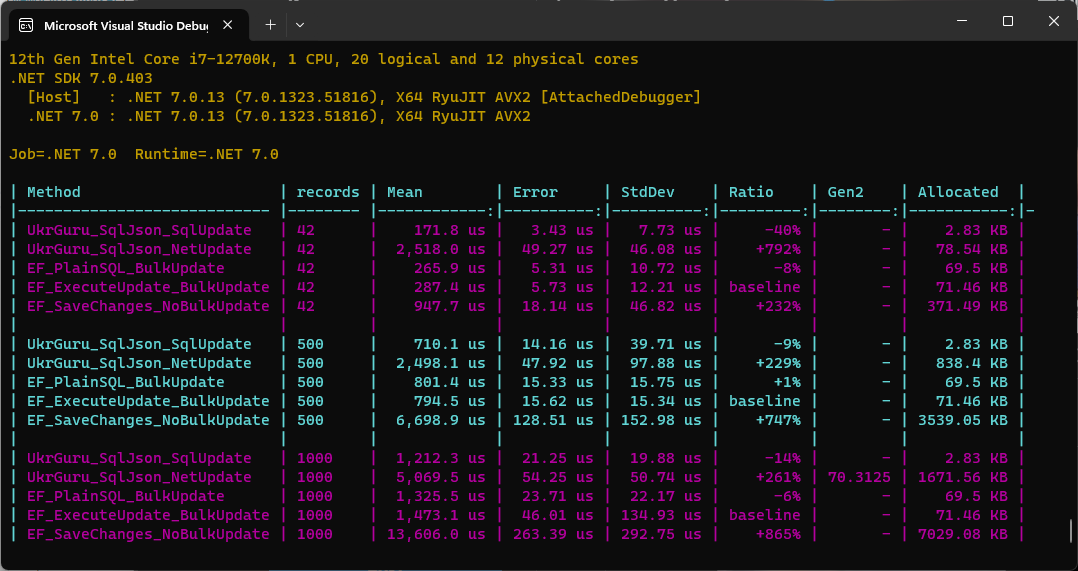 Microsoft Visual Studio Debug
12th Gen Intel Core i7-12700K, 1 CPU, 20 logical and 12 physical cores
.NET SDK 7.0.403
  [Host]   : .NET 7.0.13 (7.0.1323.51816), X64 RyuJIT AVX2 [AttachedDebugger]
  .NET 7.0 : .NET 7.0.13 (7.0.1323.51816), X64 RyuJIT AVX2
Job=.NET 7.0  Runtime=.NET 7.0
| Method                      | records | Mean        | Error     | StdDev    | Ratio    | Gen2    | Allocated  |
|---------------------------- |-------- |------------:|----------:|----------:|---------:|--------:|-----------:|-
| UkrGuru_SqlJson_SqlUpdate   | 42      |    171.8 us |   3.43 us |   7.73 us |     -40% |       - |    2.83 KB |
| UkrGuru_SqlJson_NetUpdate   | 42      |  2,518.0 us |  49.27 us |  46.08 us |    +792% |       - |   78.54 KB |
| EF_PlainSQL_BulkUpdate      | 42      |    265.9 us |   5.31 us |  10.72 us |      -8% |       - |    69.5 KB |
| EF_ExecuteUpdate_BulkUpdate | 42      |    287.4 us |   5.73 us |  12.21 us | baseline |       - |   71.46 KB |
| EF_SaveChanges_NoBulkUpdate | 42      |    947.7 us |  18.14 us |  46.82 us |    +232% |       - |  371.49 KB |
|                             |         |             |           |           |          |         |            |
| UkrGuru_SqlJson_SqlUpdate   | 500     |    710.1 us |  14.16 us |  39.71 us |      -9% |       - |    2.83 KB |
| UkrGuru_SqlJson_NetUpdate   | 500     |  2,498.1 us |  47.92 us |  97.88 us |    +229% |       - |   838.4 KB |
| EF_PlainSQL_BulkUpdate      | 500     |    801.4 us |  15.33 us |  15.75 us |      +1% |       - |    69.5 KB |
| EF_ExecuteUpdate_BulkUpdate | 500     |    794.5 us |  15.62 us |  15.34 us | baseline |       - |   71.46 KB |
| EF_SaveChanges_NoBulkUpdate | 500     |  6,698.9 us | 128.51 us | 152.98 us |    +747% |       - | 3539.05 KB |
|                             |         |             |           |           |          |         |            |
| UkrGuru_SqlJson_SqlUpdate   | 1000    |  1,212.3 us |  21.25 us |  19.88 us |     -14% |       - |    2.83 KB |
| UkrGuru_SqlJson_NetUpdate   | 1000    |  5,069.5 us |  54.25 us |  50.74 us |    +261% | 70.3125 | 1671.56 KB |
| EF_PlainSQL_BulkUpdate      | 1000    |  1,325.5 us |  23.71 us |  22.17 us |      -6% |       - |    69.5 KB |
| EF_ExecuteUpdate_BulkUpdate | 1000    |  1,473.1 us |  46.01 us | 134.93 us | baseline |       - |   71.46 KB |
| EF_SaveChanges_NoBulkUpdate | 1000    | 13,606.0 us | 263.39 us | 292.75 us |    +865% |       - | 7029.08 KB |